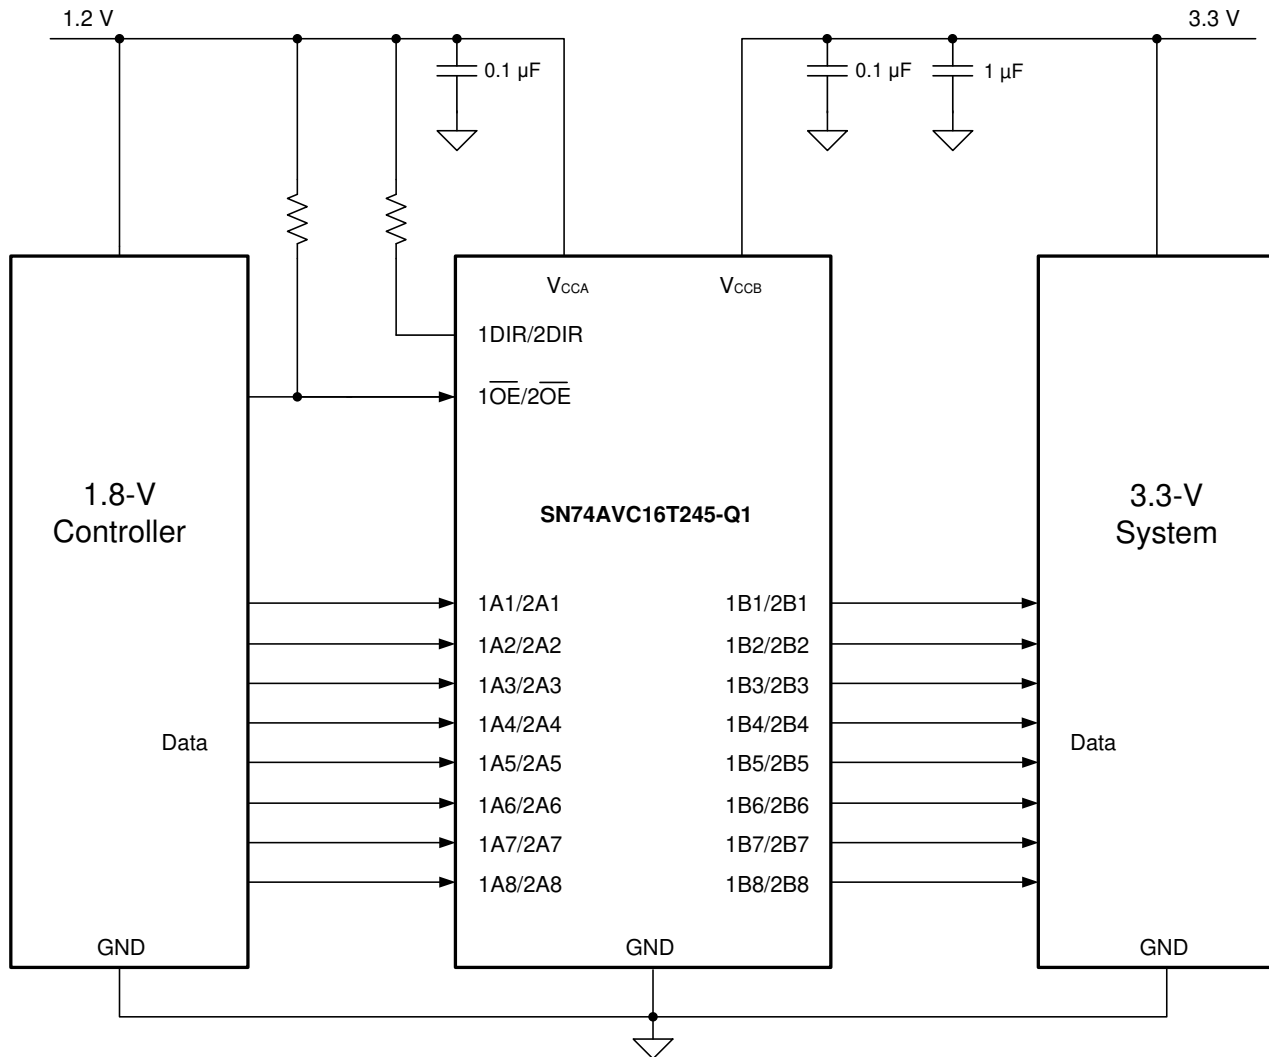 1.2 V
3.3 V
0.1 µF
0.1 µF
1 µF
VCCA
VCCB
1DIR/2DIR
1O̅E̅/2O̅E̅
1.8-V
Controller
SN74AVC16T245-Q1
3.3-V
System
1A1/2A1
1B1/2B1
1A2/2A2
1B2/2B2
1A3/2A3
1B3/2B3
1A4/2A4
1B4/2B4
Data
Data
1A5/2A5
1B5/2B5
1A6/2A6
1B6/2B6
1A7/2A7
1B7/2B7
1A8/2A8
1B8/2B8
GND
GND
GND